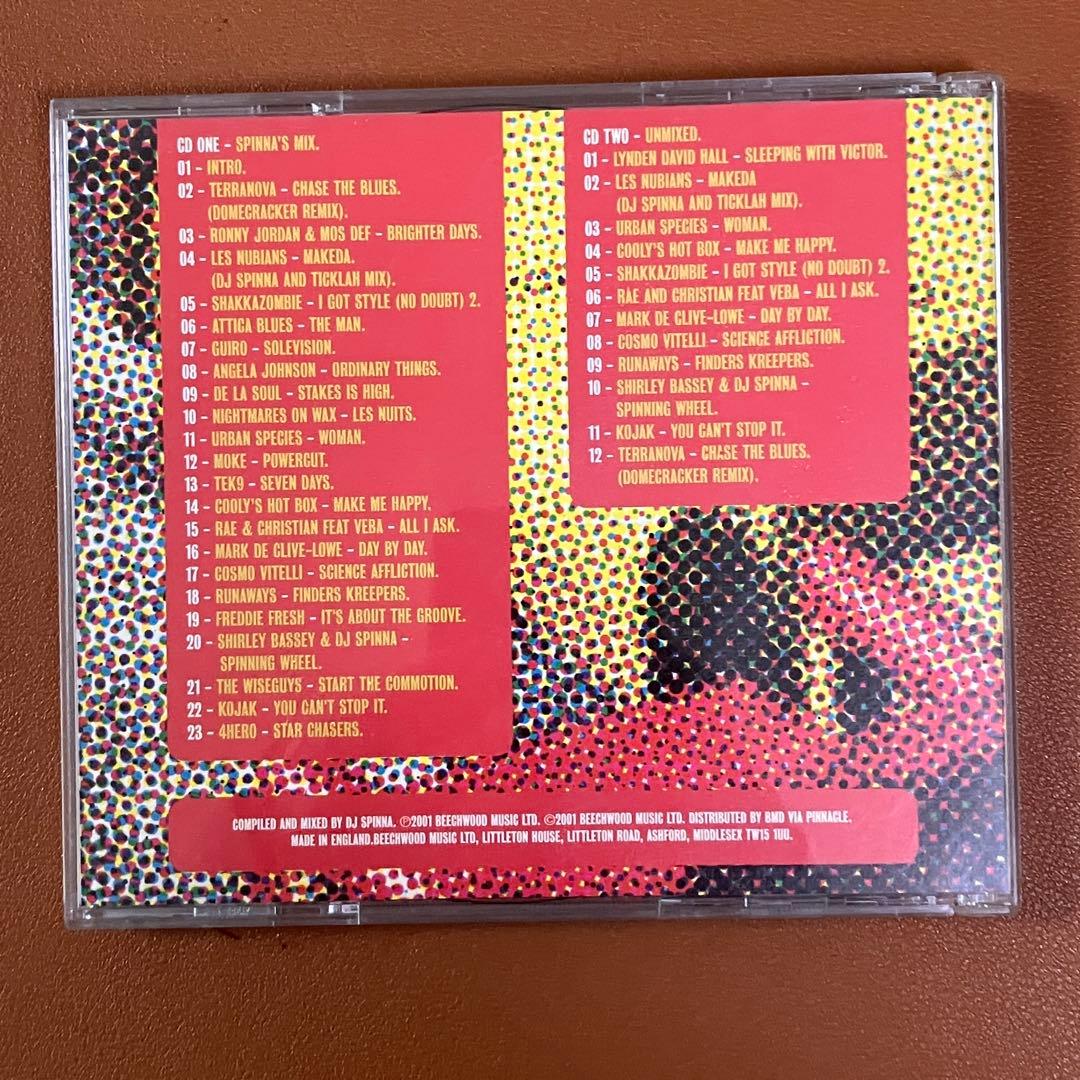 CD ONE – SPINNA'S MIX.
01 – INTRO.
02 – TERRANOVA – CHASE THE BLUES.
(DOMECRACKER REMIX).
03 – RONNY JORDAN & MOS DEF – BRIGHTER DAYS.
04 – LES NUBIANS – MAKEDA.
(DJ SPINNA AND TICKLAH MIX).
05 – SHAKKAZOMBIE – I GOT STYLE (NO DOUBT) 2.
06 – ATTICA BLUES – THE MAN.
07 – GUIRO – SOLEVISION.
08 – ANGELA JOHNSON – ORDINARY THINGS.
09 – DE LA SOUL – STAKES IS HIGH.
10 – NIGHTMARES ON WAX – LES NUITS.
11 – URBAN SPECIES – WOMAN.
12 – MOKE – POWERCUT.
13 – TEK9 – SEVEN DAYS.
14 – COOLY'S HOT BOX – MAKE ME HAPPY.
15 – RAE & CHRISTIAN FEAT VEBA – ALL I ASK.
16 – MARK DE CLIVE-LOWE – DAY BY DAY.
17 – COSMO VITELLI – SCIENCE AFFLICTION.
18 – RUNAWAYS – FINDERS KREEPERS.
19 – FREDDIE FRESH – IT'S ABOUT THE GROOVE.
20 – SHIRLEY BASSEY & DJ SPINNA –
SPINNING WHEEL.
21 – THE WISEGUYS – START THE COMMOTION.
22 – KOJAK – YOU CAN'T STOP IT.
23 – 4HERO – STAR CHASERS.
CD TWO – UNMIXED.
01 – LYNDEN DAVID HALL – SLEEPING WITH VICTOR.
02 – LES NUBIANS – MAKEDA
(DJ SPINNA AND TICKLAH MIX).
03 – URBAN SPECIES – WOMAN.
04 – COOLY'S HOT BOX – MAKE ME HAPPY.
05 – SHAKKAZOMBIE – I GOT STYLE (NO DOUBT) 2.
06 – RAE AND CHRISTIAN FEAT VEBA – ALL I ASK.
07 – MARK DE CLIVE-LOWE – DAY BY DAY.
08 – COSMO VITELLI – SCIENCE AFFLICTION.
09 – RUNAWAYS – FINDERS KREEPERS.
10 – SHIRLEY BASSEY & DJ SPINNA –
SPINNING WHEEL.
11 – KOJAK – YOU CAN'T STOP IT.
12 – TERRANOVA – CHASE THE BLUES.
(DOMECRACKER REMIX).
COMPILED AND MIXED BY DJ SPINNA. ℗2001 BEECHWOOD MUSIC LTD. ©2001 BEECHWOOD MUSIC LTD. DISTRIBUTED BY BMD VIA PINNACLE.
MADE IN ENGLAND.BEECHWOOD MUSIC LTD, LITTLETON HOUSE, LITTLETON ROAD, ASHFORD, MIDDLESEX TW15 1UU.